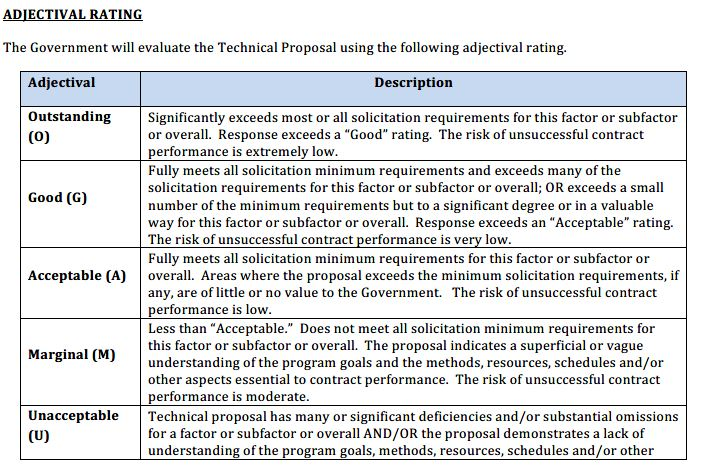 ADJECTIVAL RATING
The Government will evaluate the Technical Proposal using the following adjectival rating.
Adjectival
Description
Outstanding
(O)
Significantly exceeds most or all solicitation requirements for this factor or subfactor
or overall.  Response exceeds a “Good” rating.  The risk of unsuccessful contract
performance is extremely low.
Good (G)
Fully meets all solicitation minimum requirements and exceeds many of the
solicitation requirements for this factor or subfactor or overall; OR exceeds a small
number of the minimum requirements but to a significant degree or in a valuable
way for this factor or subfactor or overall.  Response exceeds an “Acceptable” rating.
The risk of unsuccessful contract performance is very low.
Acceptable (A)
Fully meets all solicitation minimum requirements for this factor or subfactor or
overall.  Areas where the proposal exceeds the minimum solicitation requirements, if
any, are of little or no value to the Government.   The risk of unsuccessful contract
performance is low.
Marginal (M)
Less than “Acceptable.”  Does not meet all solicitation minimum requirements for
this factor or subfactor or overall.  The proposal indicates a superficial or vague
understanding of the program goals and the methods, resources, schedules and/or
other aspects essential to contract performance.  The risk of unsuccessful contract
performance is moderate.
Unacceptable
(U)
Technical proposal has many or significant deficiencies and/or substantial omissions
for a factor or subfactor or overall AND/OR the proposal demonstrates a lack of
understanding of the program goals, methods, resources, schedules and/or other